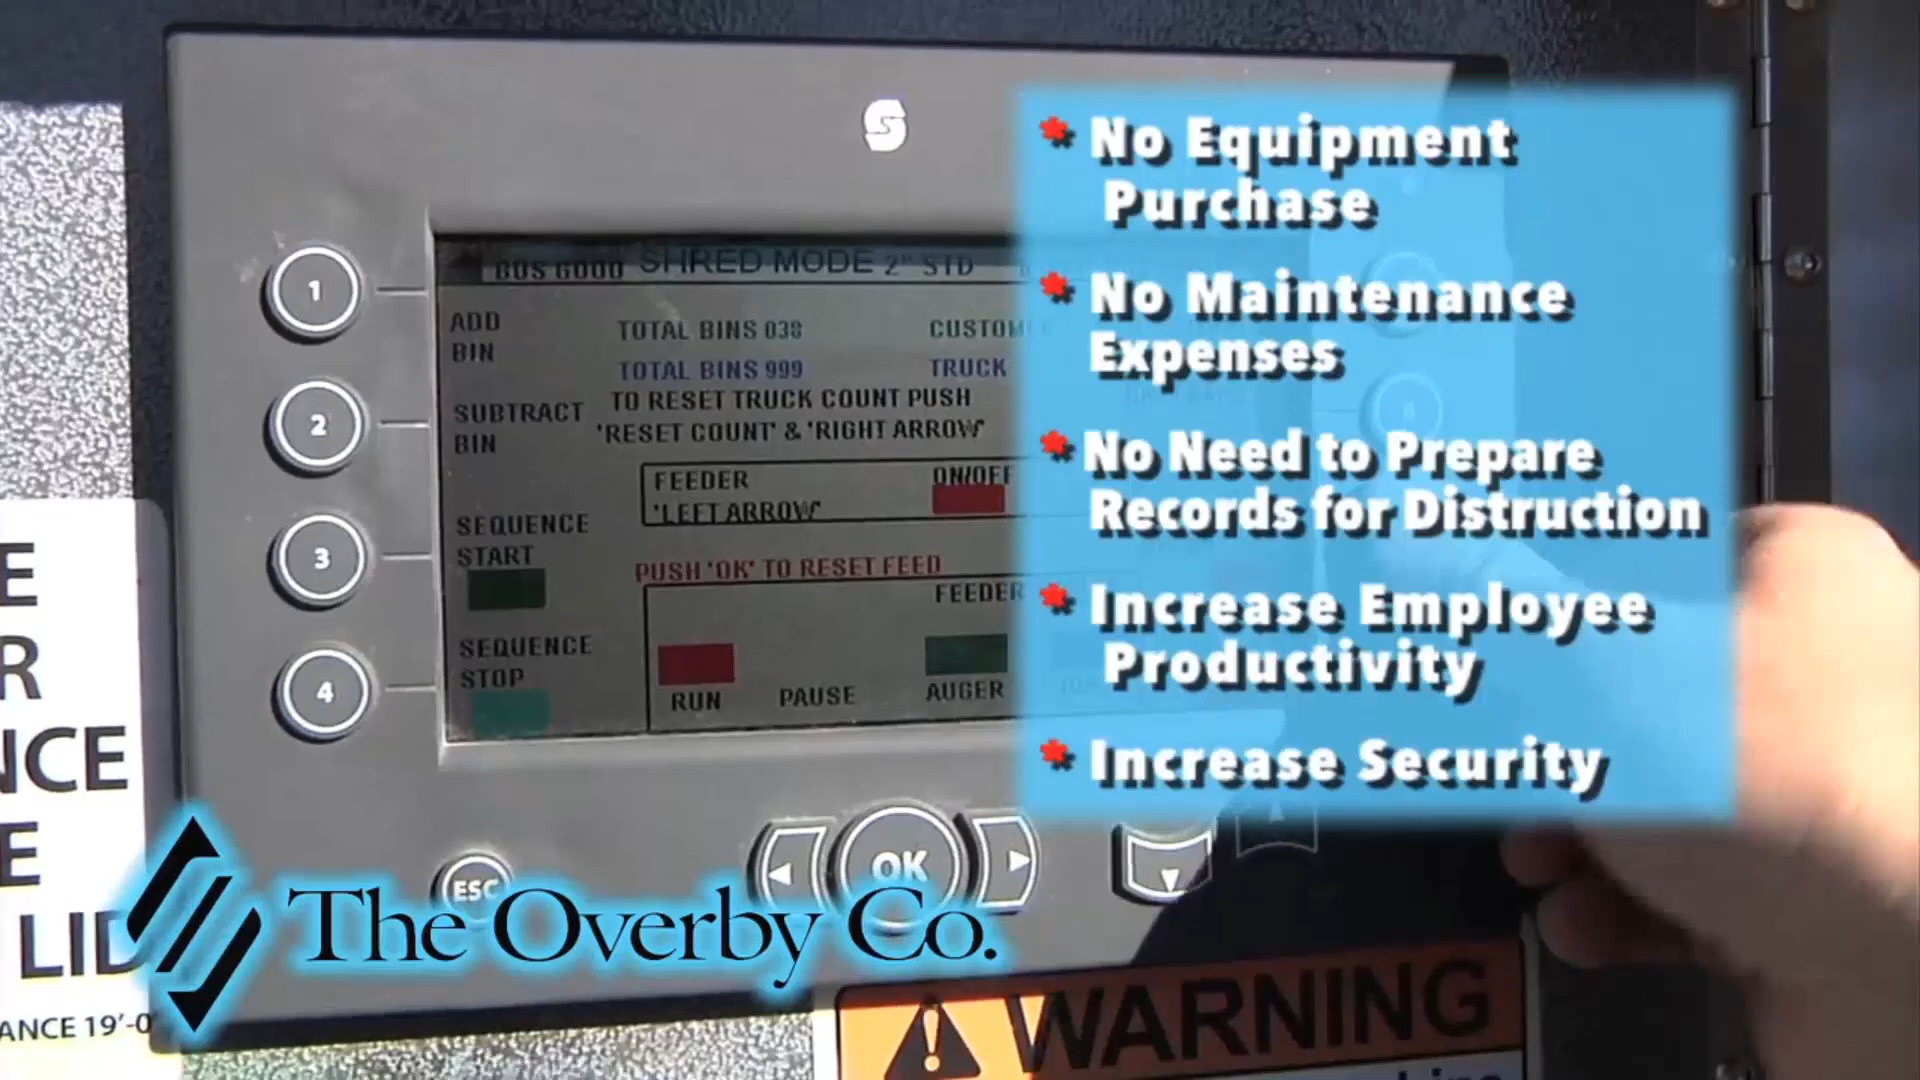 * No Equipment
Purchase
* No Maintenance
Expenses
* No Need to Prepare
Records for Distruction
* Increase Employee
Productivity
* Increase Security
S
SHRED MODE 2" STD
1
ADD
BIN
TOTAL BINS 038
TOTAL BINS 999
TRUCK
2
SUBTRACT
BIN
TO RESET TRUCK COUNT PUSH
'RESET COUNT' & 'RIGHT ARROW'
FEEDER
'LEFT ARROW'
ON/OFF
3
SEQUENCE
START
PUSH 'OK' TO RESET FEED
FEEDER
4
SEQUENCE
STOP
RUN
PAUSE
AUGER
ESC
OK
The Overby Co.
E
R
NCE
E
LID
ANCE 19'-0
WARNING